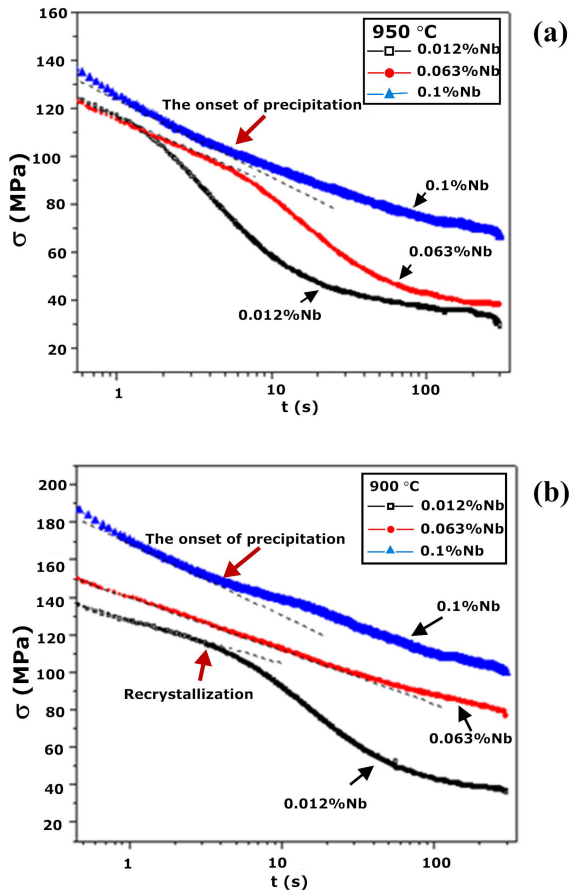 (a)
950 °C
0.012%Nb
0.063%Nb
0.1%Nb
160
140
120
100
80
60
40
20
σ (MPa)
The onset of precipitation
0.1%Nb
0.063%Nb
0.012%Nb
1
10
100
t (s)
(b)
900 °C
0.012%Nb
0.063%Nb
0.1%Nb
210
180
160
140
120
100
80
60
40
20
σ (MPa)
The onset of precipitation
0.1%Nb
Recrystallization
0.063%Nb
0.012%Nb
1
10
100
t (s)